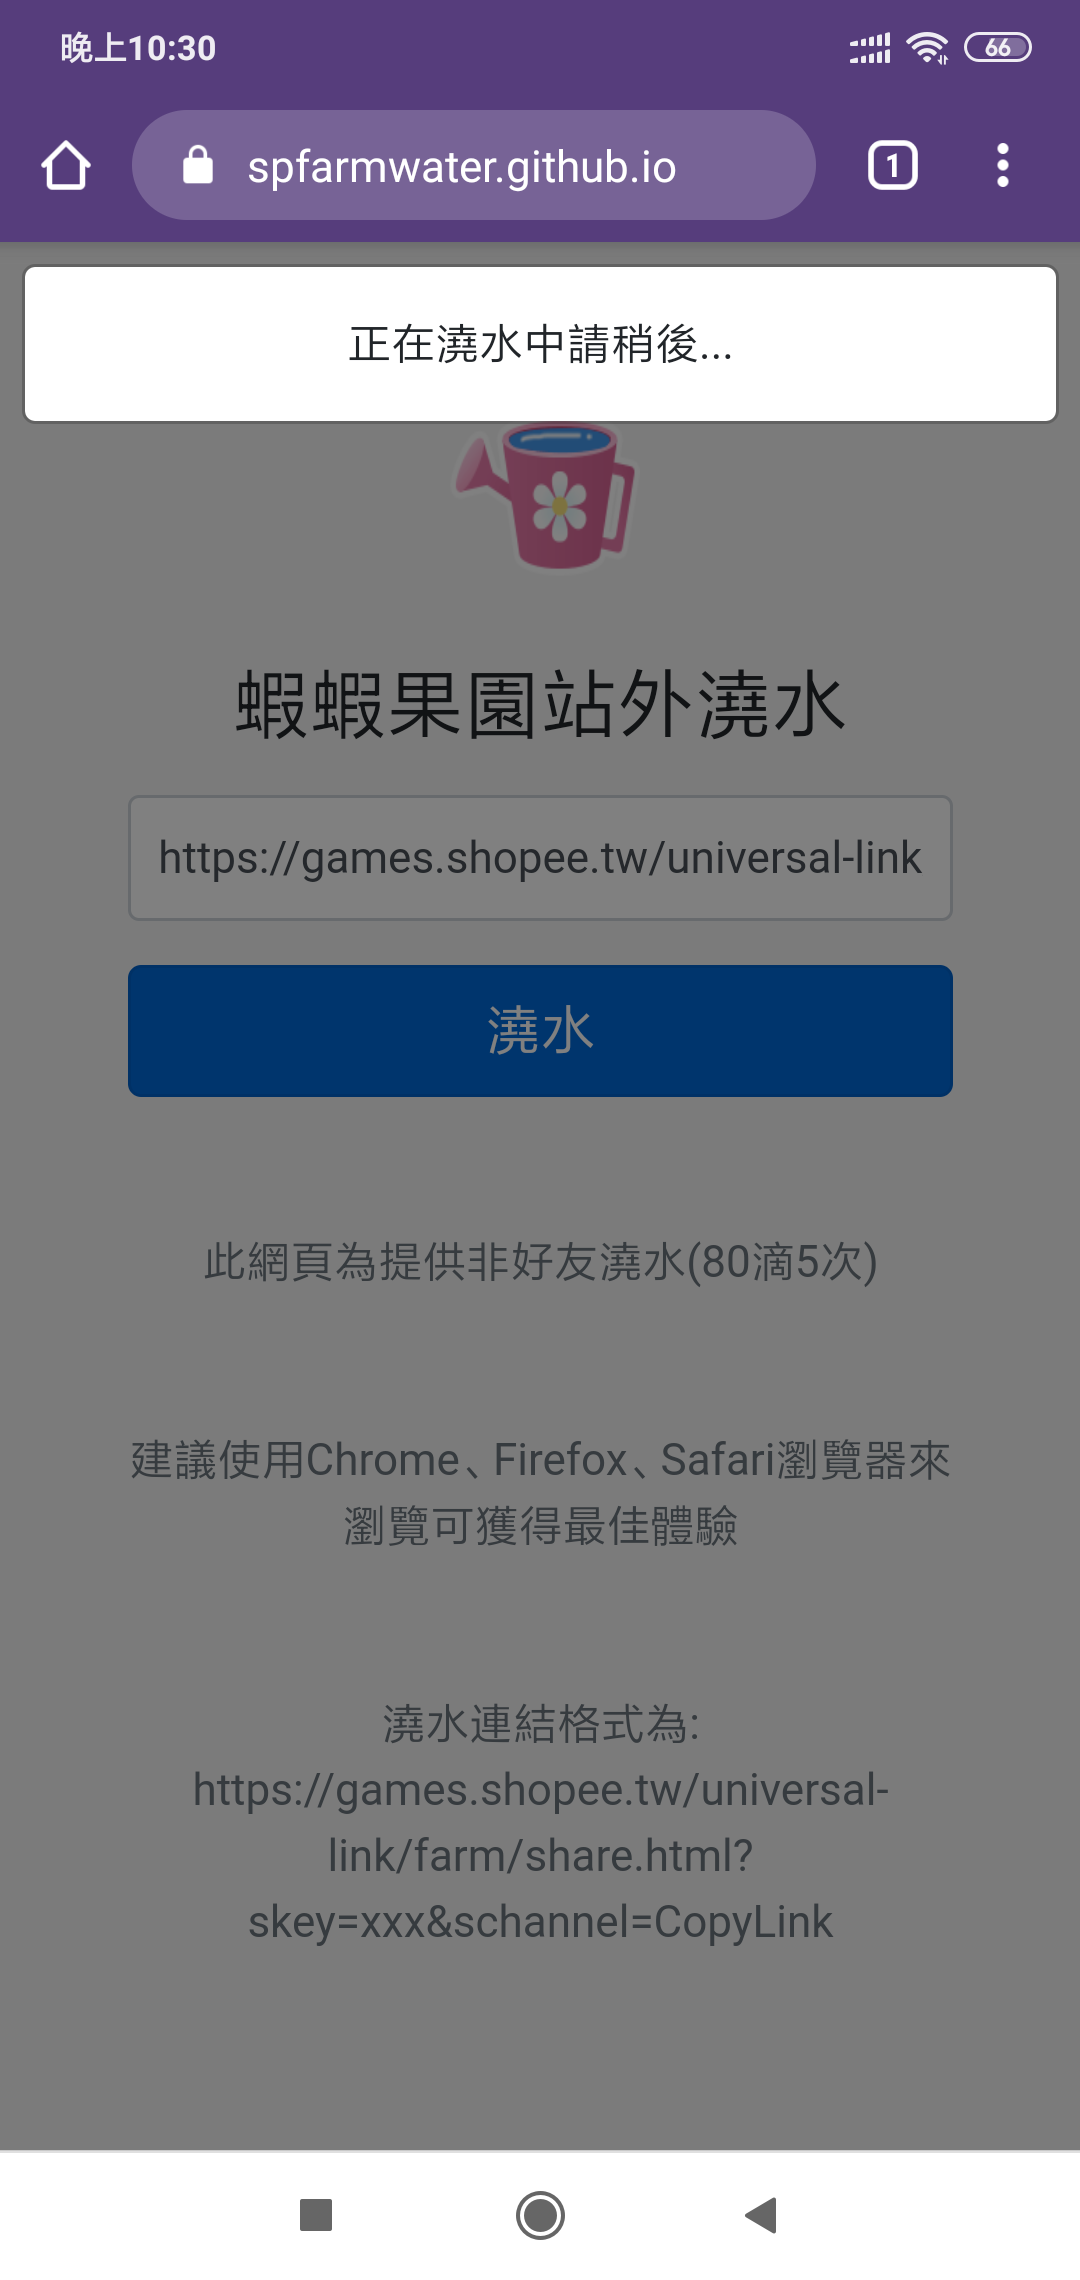 晚上10:30
66
spfarmwater.github.io
1
正在澆水中請稍後...
蝦蝦果園站外澆水
https://games.shopee.tw/universal-link
澆水
此網頁為提供非好友澆水(80滴5次)
建議使用Chrome、Firefox、Safari瀏覽器來
瀏覽可獲得最佳體驗
澆水連結格式為:
https://games.shopee.tw/universal-
link/farm/share.html?
skey=xxx&schannel=CopyLink